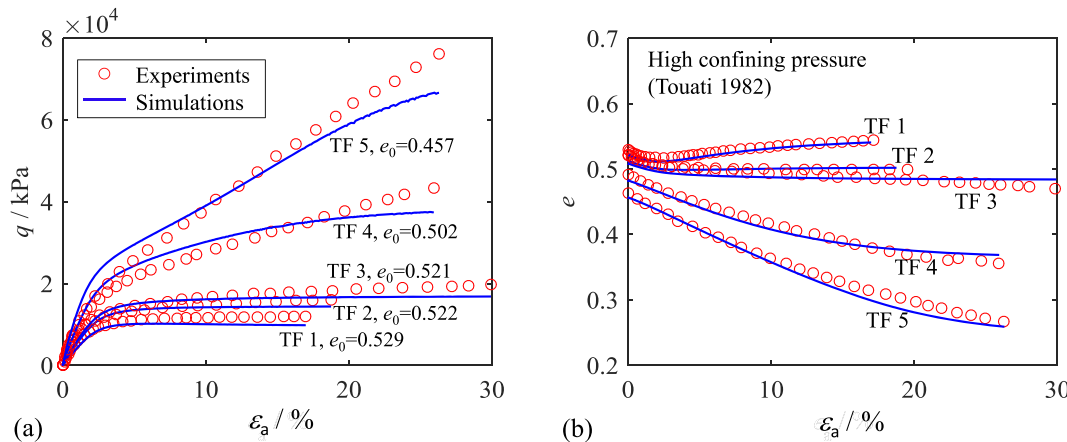 (a)
×10⁴
8
6
4
2
0
q / kPa
Experiments
Simulations
TF 5, e₀=0.457
TF 4, e₀=0.502
TF 3, e₀=0.521
TF 2, e₀=0.522
TF 1, e₀=0.529
0 10 20 30
εₐ / %
(b)
0.7
0.6
0.5
0.4
0.3
0.2
e
High confining pressure
(Touati 1982)
TF 1
TF 2
TF 3
TF 4
TF 5
0 10 20 30
εₐ / %